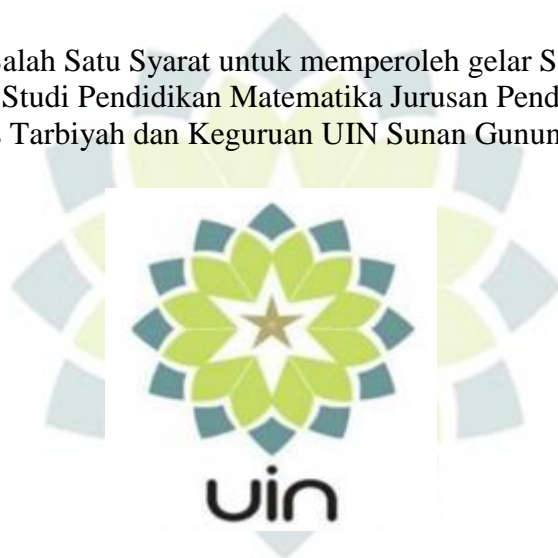 alah Satu Syarat untuk memperoleh gelar S
Studi Pendidikan Matematika Jurusan Pend
Tarbiyah dan Keguruan UIN Sunan Gunun
uin